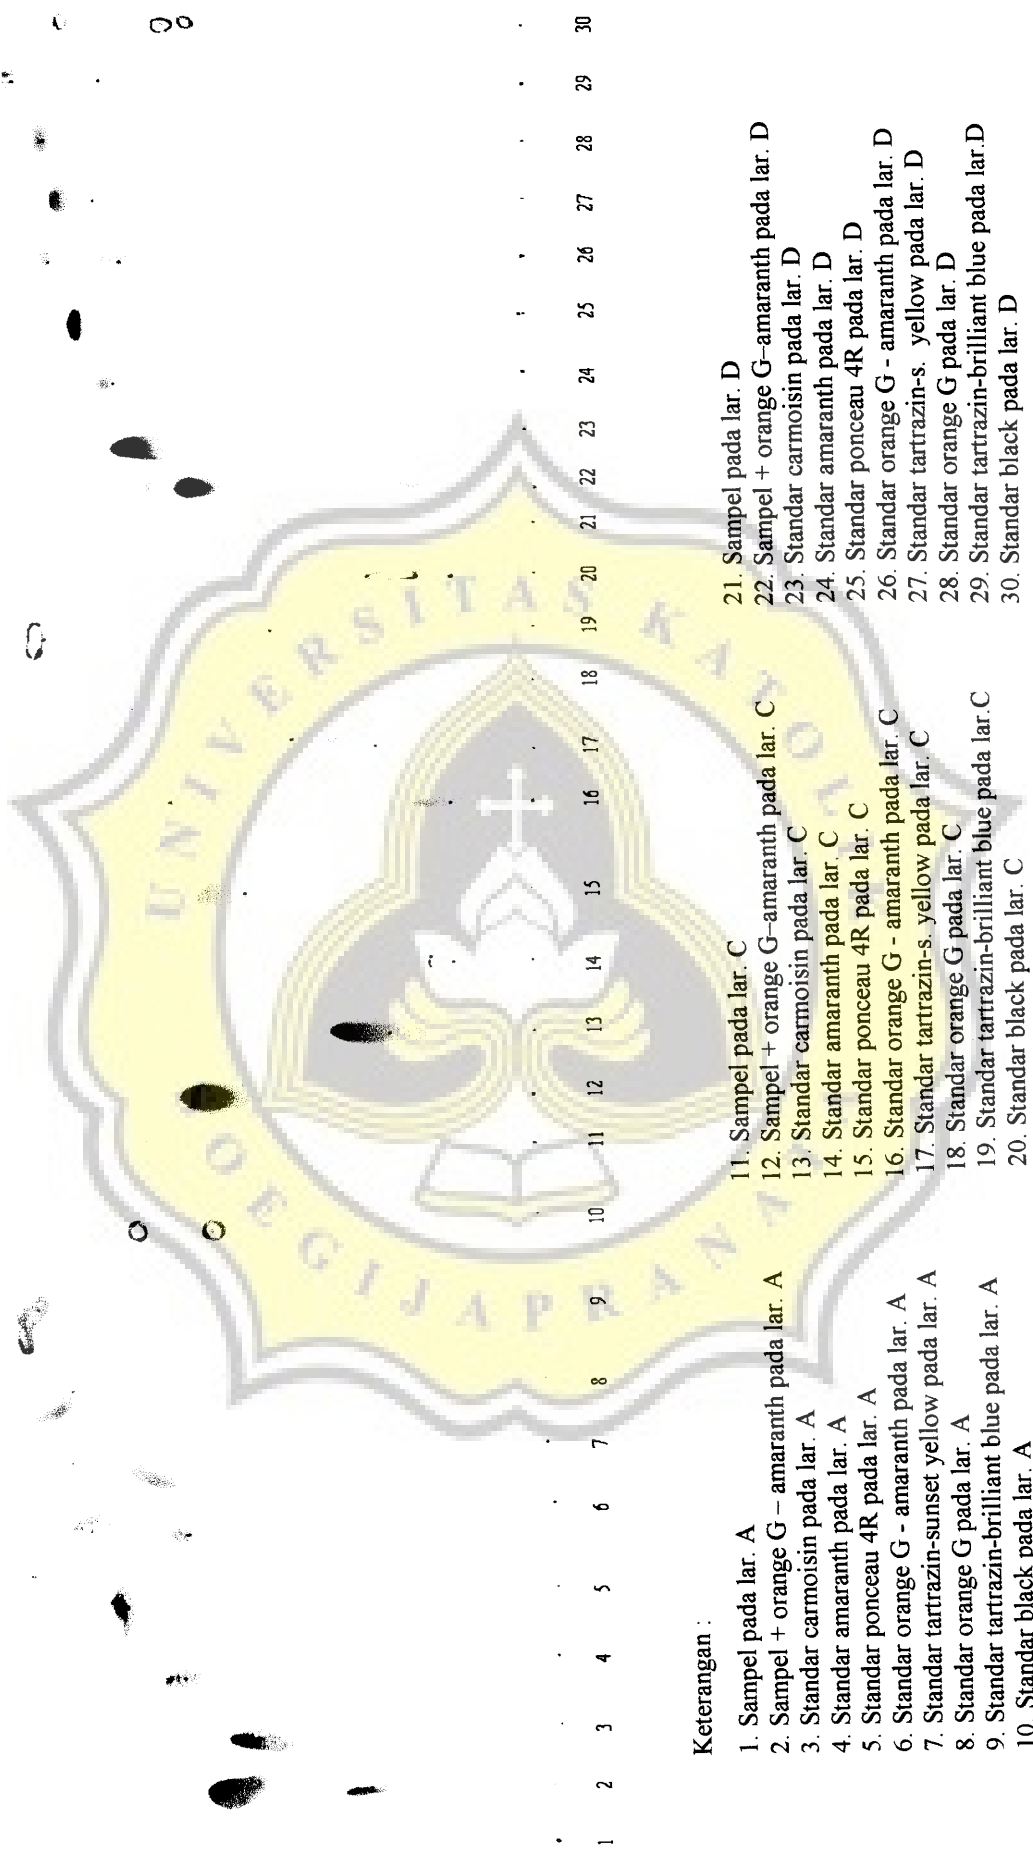 1 2 3 4 5 6 7 8 9 10 11 12 13 14 15 16 17 18 19 20 21 22 23 24 25 26 27 28 29 30
UNIVERSITAS KATOLIK
SOEGIJAPRANATA
Keterangan :
1. Sampel pada lar. A
2. Sampel + orange G – amaranth pada lar. A
3. Standar carmoisin pada lar. A
4. Standar amaranth pada lar. A
5. Standar ponceau 4R pada lar. A
6. Standar orange G - amaranth pada lar. A
7. Standar tartrazin-sunset yellow pada lar. A
8. Standar orange G pada lar. A
9. Standar tartrazin-brilliant blue pada lar. A
10. Standar black pada lar. A
11. Sampel pada lar. C
12. Sampel + orange G–amaranth pada lar. C
13. Standar carmoisin pada lar. C
14. Standar amaranth pada lar. C
15. Standar ponceau 4R pada lar. C
16. Standar orange G - amaranth pada lar. C
17. Standar tartrazin-s. yellow pada lar. C
18. Standar orange G pada lar. C
19. Standar tartrazin-brilliant blue pada lar.C
20. Standar black pada lar. C
21. Sampel pada lar. D
22. Sampel + orange G–amaranth pada lar. D
23. Standar carmoisin pada lar. D
24. Standar amaranth pada lar. D
25. Standar ponceau 4R pada lar. D
26. Standar orange G - amaranth pada lar. D
27. Standar tartrazin-s. yellow pada lar. D
28. Standar orange G pada lar. D
29. Standar tartrazin-brilliant blue pada lar.D
30. Standar black pada lar. D